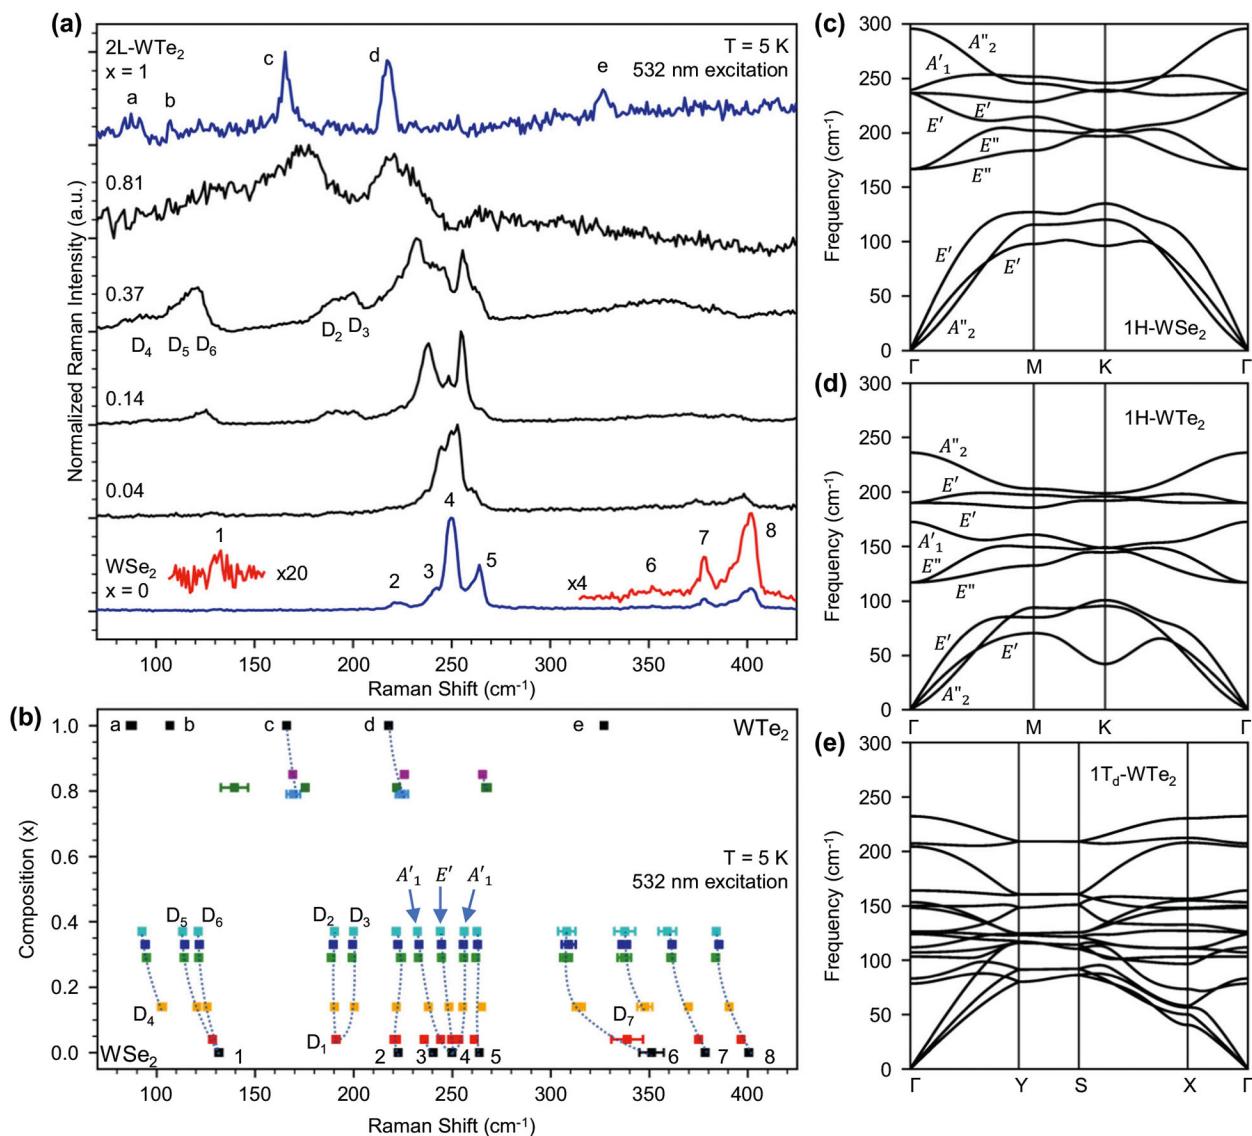 (a)
2L-WTe2
x = 1
T = 5 K
532 nm excitation
a
b
c
d
e
0.81
0.37
D4
D5
D6
D2
D3
0.14
0.04
WSe2
x = 0
1
x20
2
3
4
5
x4
6
7
8
Normalized Raman Intensity (a.u.)
100
150
200
250
300
350
400
Raman Shift (cm-1)
(b)
a
b
c
d
e
WTe2
T = 5 K
532 nm excitation
A'1
E'
A'1
D5
D6
D2
D3
D4
D1
D7
WSe2
1
2
3
4
5
6
7
8
1.0
0.8
0.6
0.4
0.2
0.0
Composition (x)
100
150
200
250
300
350
400
Raman Shift (cm-1)
(c)
300
250
200
150
100
50
0
Frequency (cm-1)
A"2
A'1
E'
E'
E"
E"
E'
E'
A"2
1H-WSe2
Γ
M
K
Γ
(d)
300
250
200
150
100
50
0
Frequency (cm-1)
1H-WTe2
A"2
E'
E'
A'1
E"
E"
E'
E'
A"2
Γ
M
K
Γ
(e)
300
250
200
150
100
50
0
Frequency (cm-1)
1Td-WTe2
Γ
Y
S
X
Γ